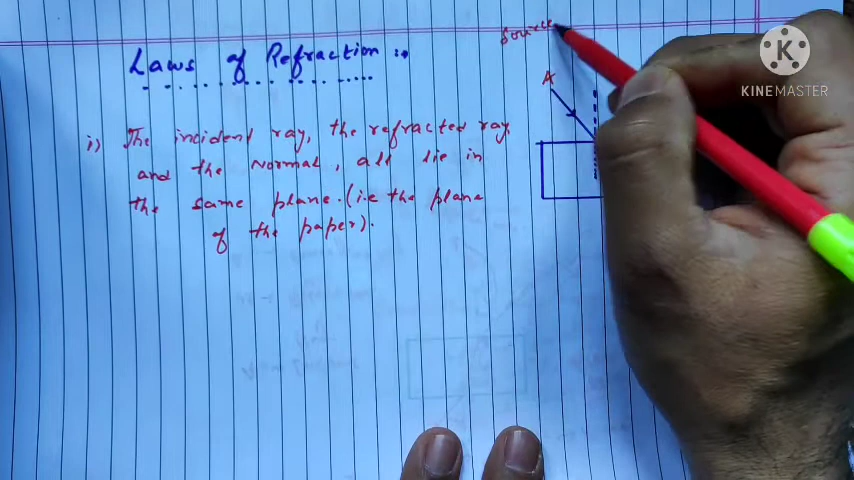 Source
Laws of Refraction :-
KINEMASTER
A
i) The incident ray, the refracted ray
and the Normal, all lie in
the same plane. (i.e the plane
of the paper).